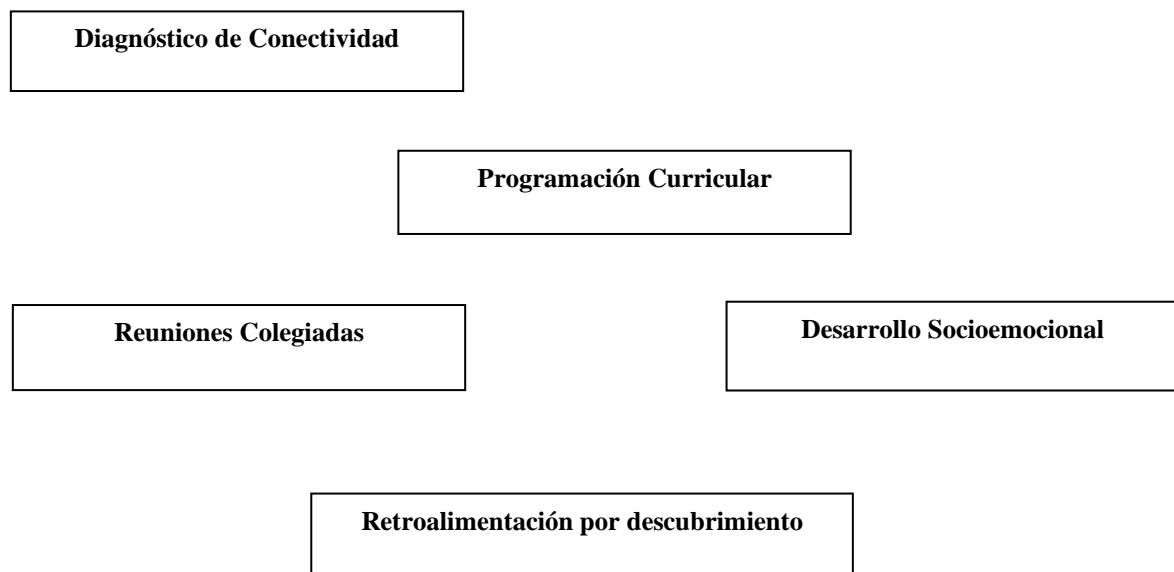 Diagnóstico de Conectividad
Programación Curricular
Reuniones Colegiadas
Desarrollo Socioemocional
Retroalimentación por descubrimiento